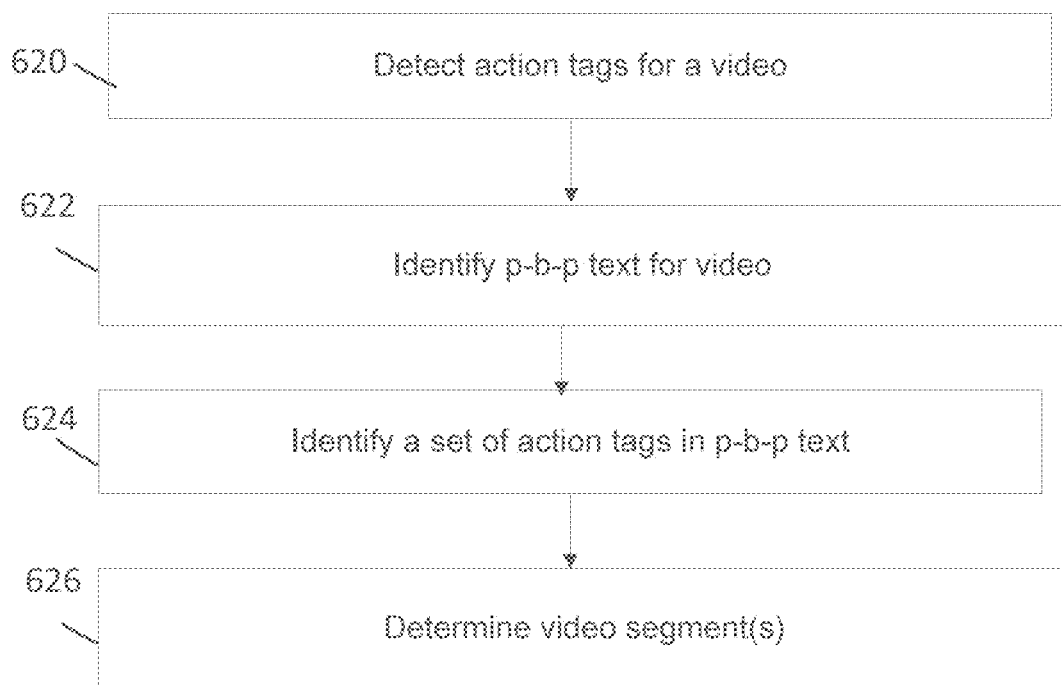 620
Detect action tags for a video
622
Identify p-b-p text for video
624
Identify a set of action tags in p-b-p text
626
Determine video segment(s)